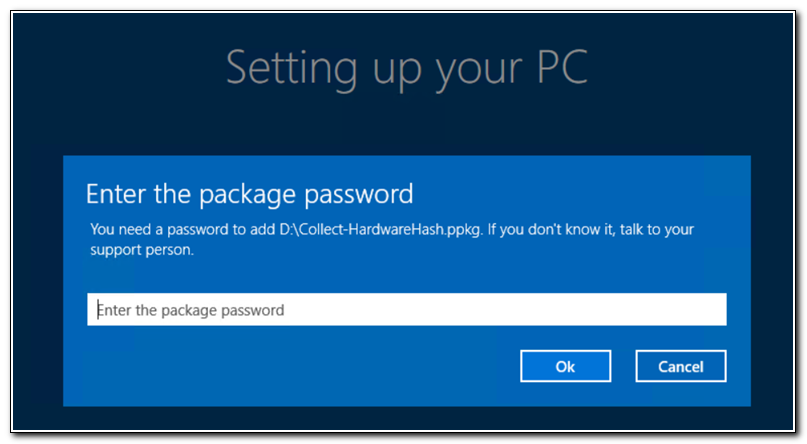 Setting up your PC
Enter the package password
You need a password to add D:\Collect-HardwareHash.ppkg. If you don't know it, talk to your
support person.
Enter the package password
Ok Cancel